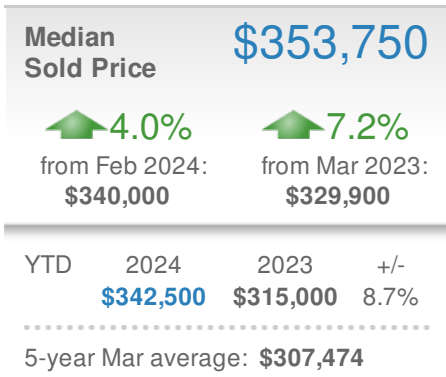 Median
Sold Price
$353,750
4.0%
from Feb 2024:
$340,000
7.2%
from Mar 2023:
$329,900
YTD 2024 2023 +/-
$342,500 $315,000 8.7%
5-year Mar average: $307,474